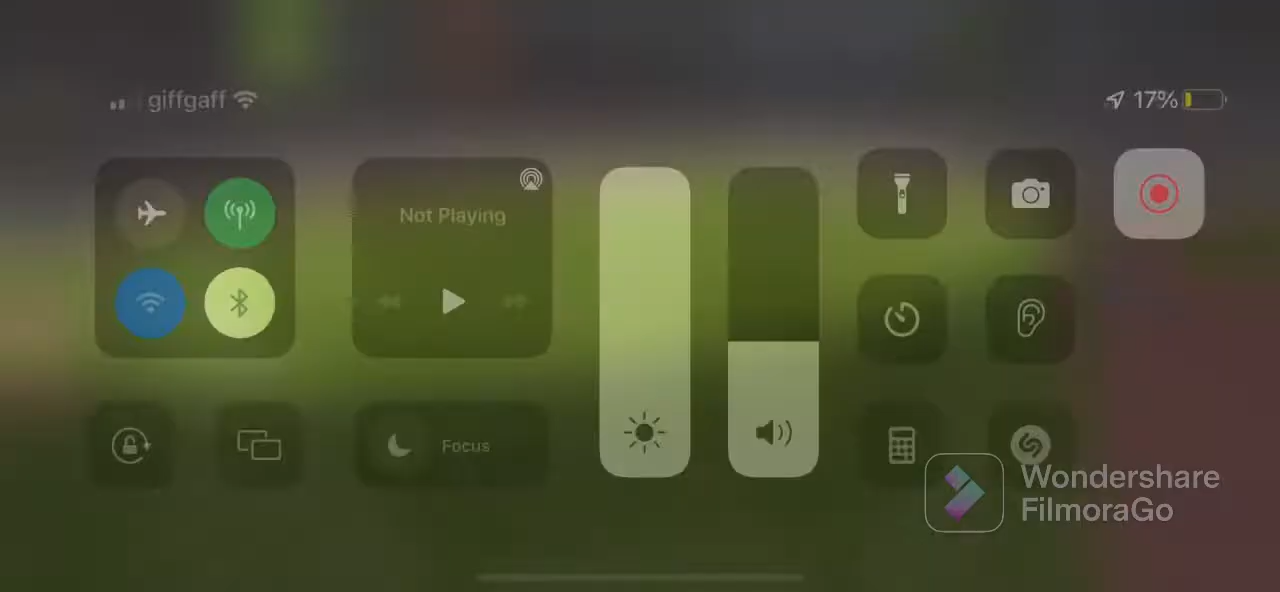 giffgaff
17%
Not Playing
Focus
Wondershare
FilmoraGo